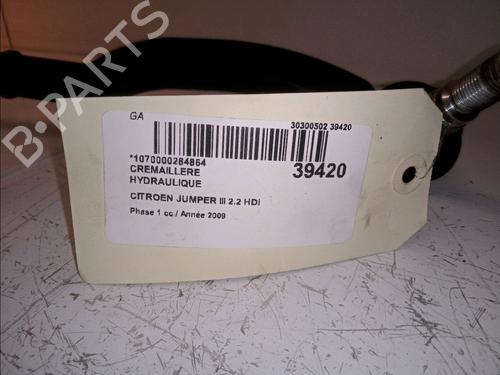 B-PARTS
GA
30300502 39420
*1070000284864
39420
CREMAILLERE
HYDRAULIQUE
CITROEN JUMPER III 2.2 HDi
Phase 1 cc / Année 2009